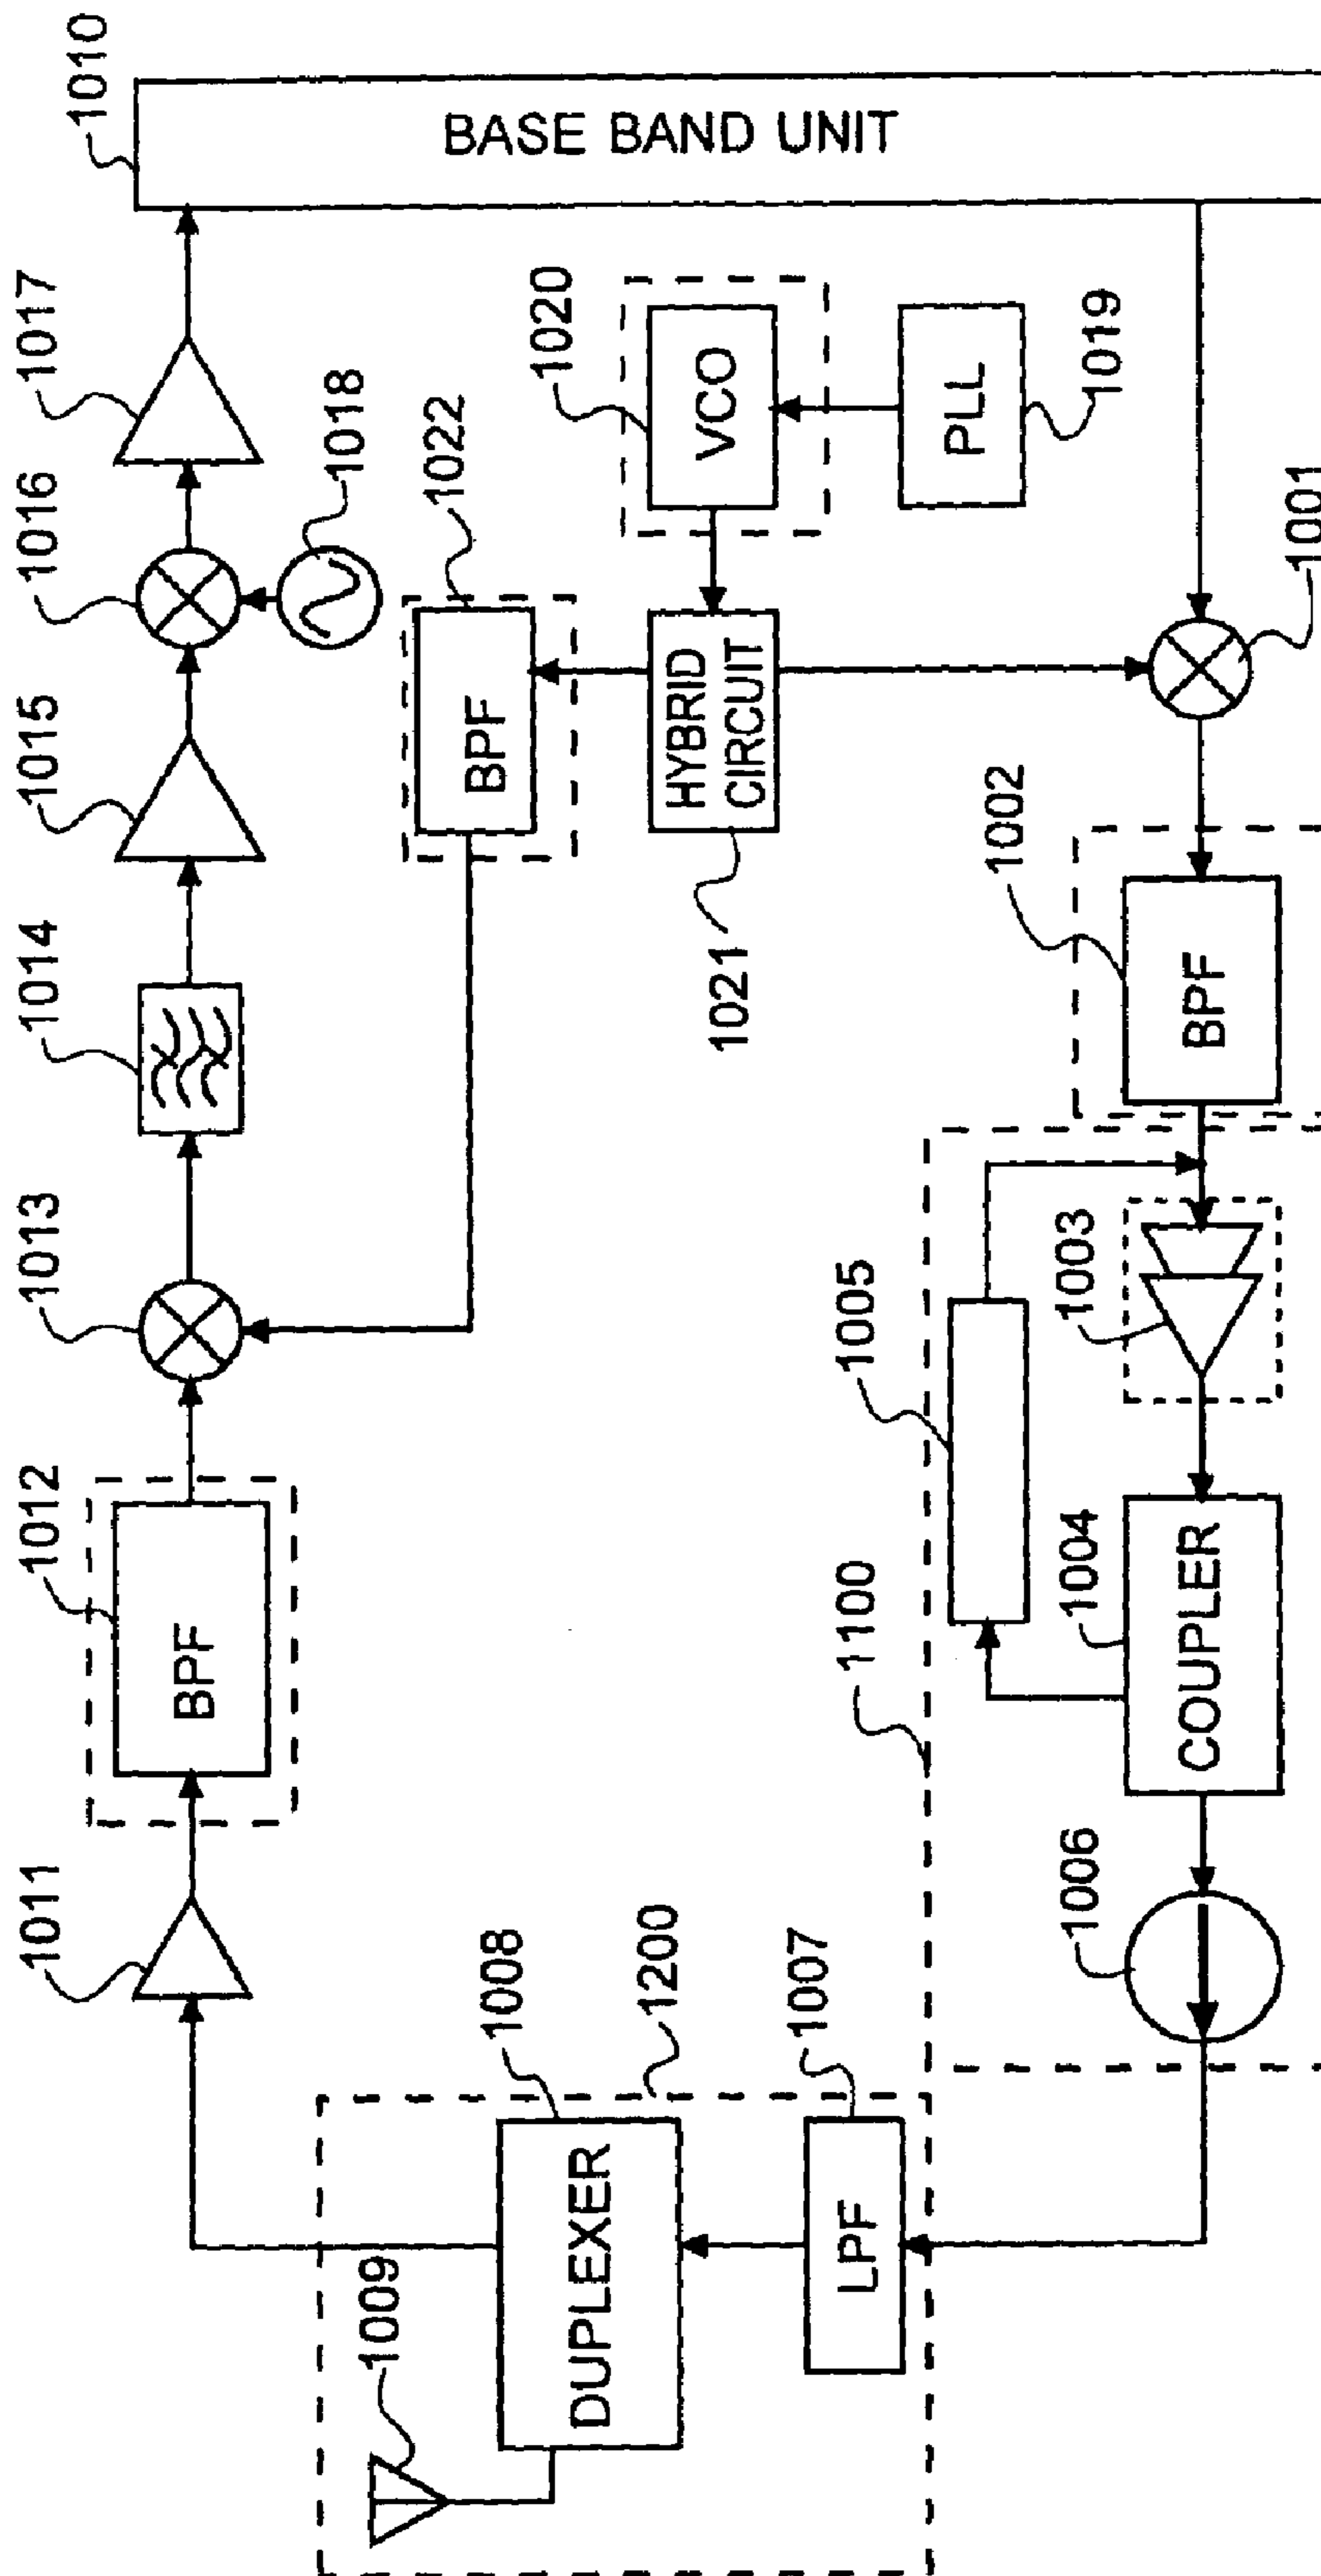 1010
BASE BAND UNIT
1017
1016
1018
1015
1014
1013
1012
BPF
1011
1022
BPF
1020
VCO
PLL
1019
HYBRID
CIRCUIT
1021
1001
1002
BPF
1003
1005
1004
COUPLER
1100
1006
1200
1008
DUPLEXER
1009
1007
LPF